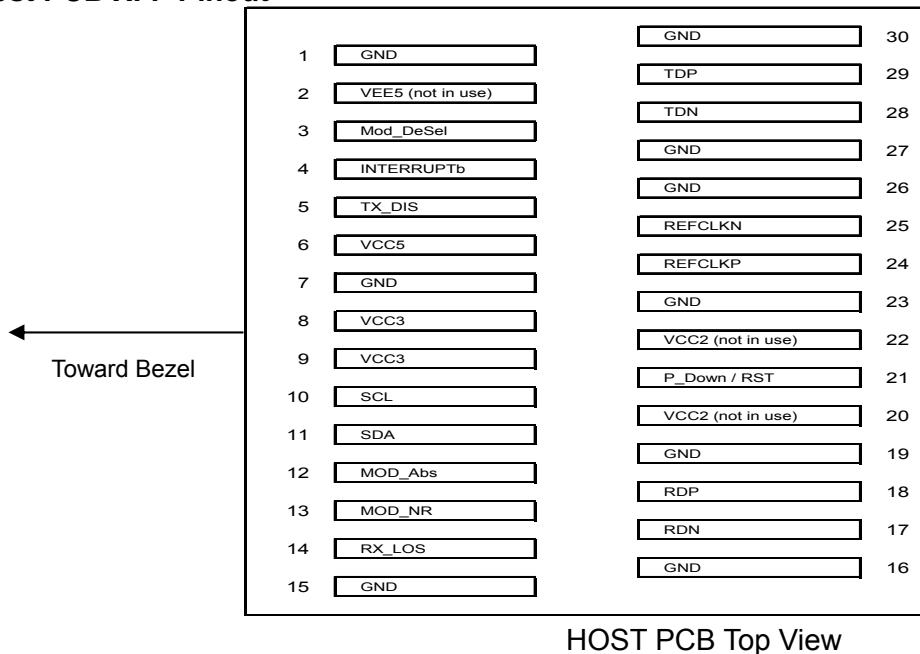 1 GND
2 VEE5 (not in use)
3 Mod_DeSel
4 INTERRUPTb
5 TX_DIS
6 VCC5
7 GND
8 VCC3
9 VCC3
10 SCL
11 SDA
12 MOD_Abs
13 MOD_NR
14 RX_LOS
15 GND
GND 30
TDP 29
TDN 28
GND 27
GND 26
REFCLKN 25
REFCLKP 24
GND 23
VCC2 (not in use) 22
P_Down / RST 21
VCC2 (not in use) 20
GND 19
RDP 18
RDN 17
GND 16
Toward Bezel
HOST PCB Top View